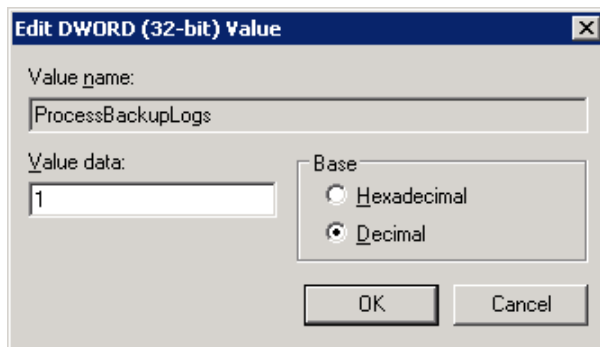 Edit DWORD (32-bit) Value
Value name:
ProcessBackupLogs
Value data:
1
Base
Hexadecimal
Decimal
OK
Cancel